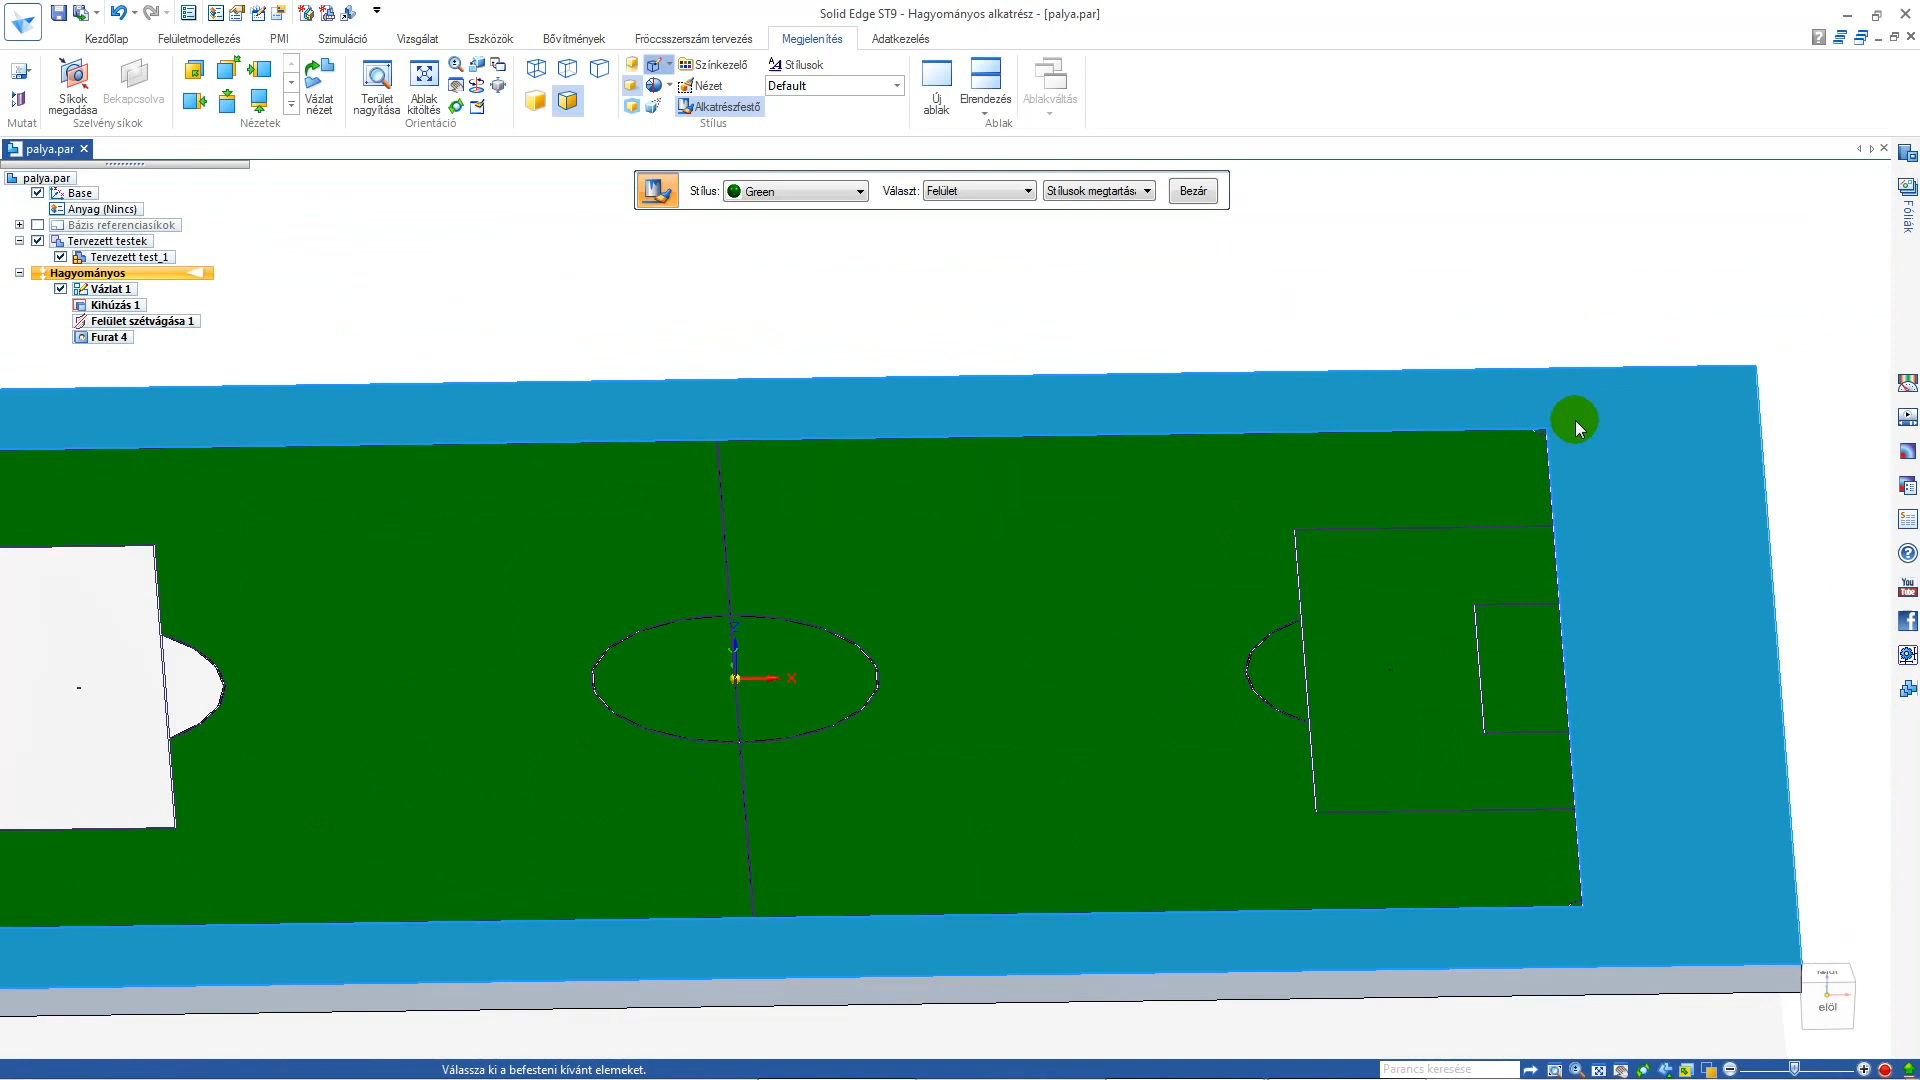 Solid Edge ST9 - Hagyományos alkatrész - [palya.par]
Kezdőlap
Felületmodellezés
PMI
Szimuláció
Vizsgálat
Eszközök
Bővítmények
Fröccsszerszám tervezés
Megjelenítés
Adatkezelés
Síkok megadása
Bekapcsolva
Vázlat nézet
Terület nagyítása
Ablak kitöltés
Színkezelő
Nézet
Alkatrészfestő
Stílusok
Default
Új ablak
Elrendezés
Ablakváltás
Mutat
Szelvény síkok
Nézetek
Orientáció
Stílus
Ablak
palya.par
palya.par
Base
Anyag (Nincs)
Bázis referenciasíkok
Tervezett testek
Tervezett test_1
Hagyományos
Vázlat 1
Kihúzás 1
Felület szétvágása 1
Furat 4
Stílus:
Green
Választ:
Felület
Stílusok megtartása
Bezár
Fóliák
You
Tube
X
elöl
Válassza ki a befesteni kívánt elemeket.
Parancs keresése